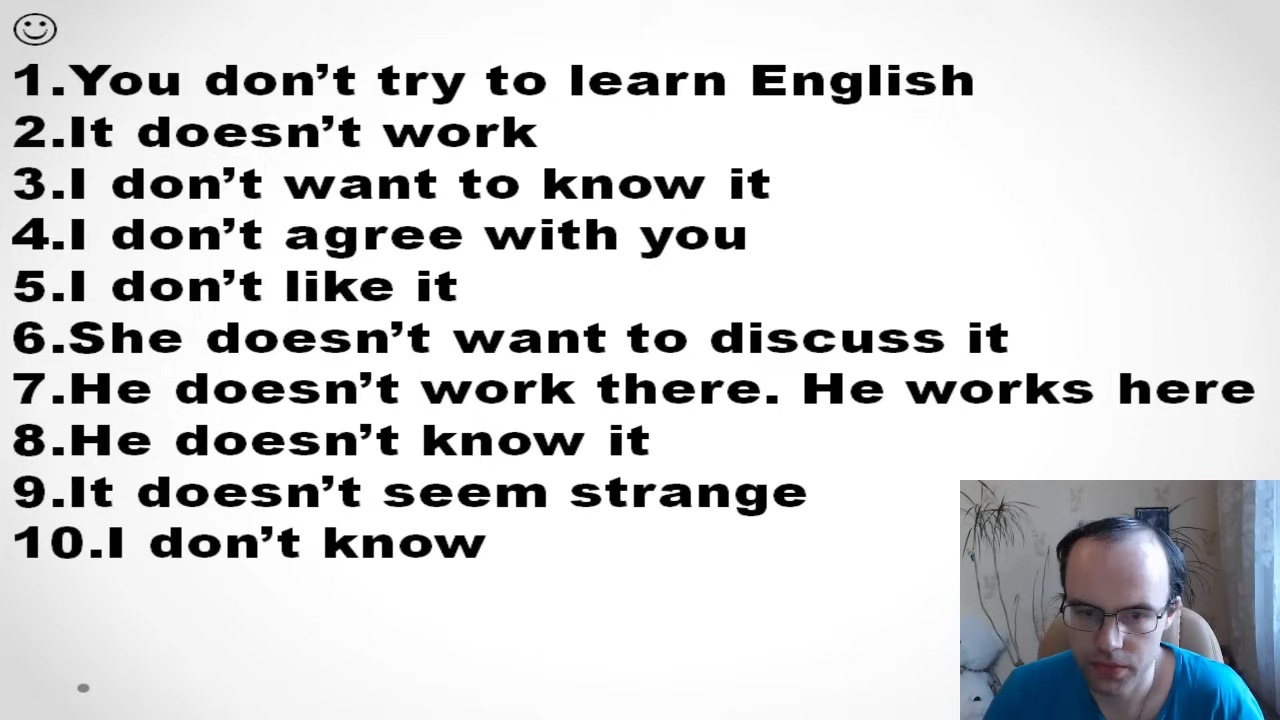 1.You don’t try to learn English
2.It doesn’t work
3.I don’t want to know it
4.I don’t agree with you
5.I don’t like it
6.She doesn’t want to discuss it
7.He doesn’t work there. He works here
8.He doesn’t know it
9.It doesn’t seem strange
10.I don’t know